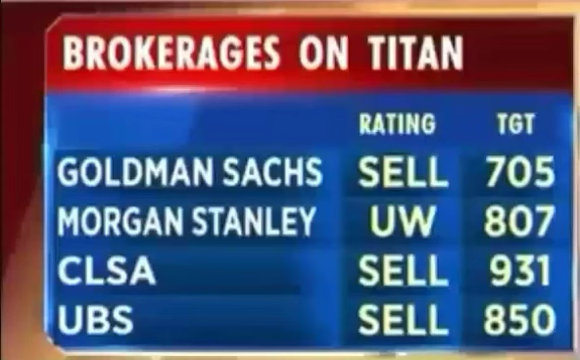 BROKERAGES ON TITAN
RATING TGT
GOLDMAN SACHS SELL 705
MORGAN STANLEY UW 807
CLSA SELL 931
UBS SELL 850